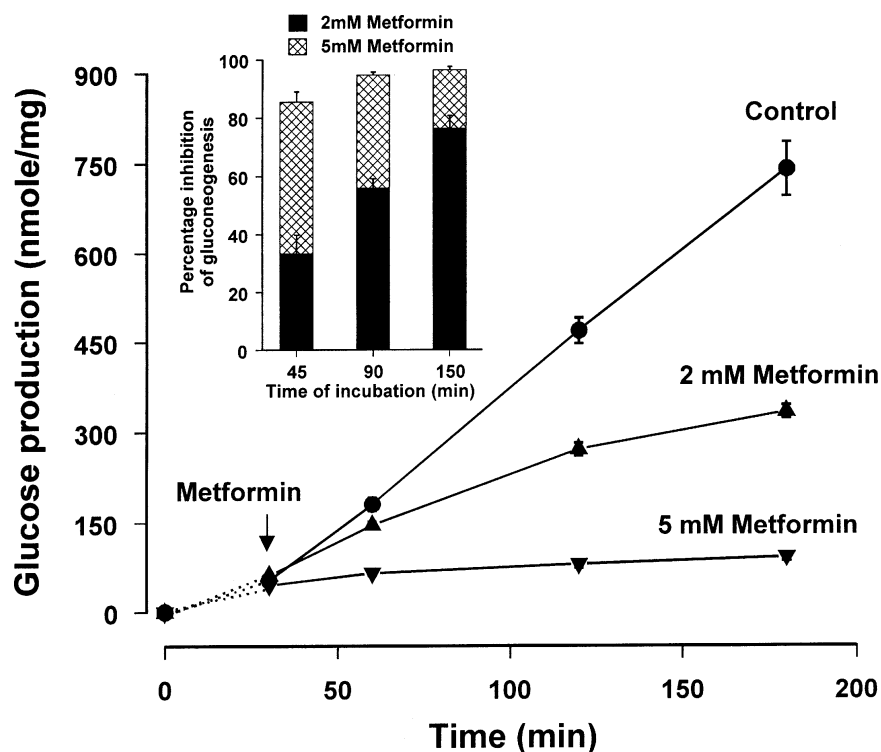 2mM Metformin
5mM Metformin
100
80
60
40
20
0
Percentage inhibition
of gluconeogenesis
45 90 150
Time of incubation (min)
900
750
600
450
300
150
0
Glucose production (nmole/mg)
Control
2 mM Metformin
Metformin
5 mM Metformin
0 50 100 150 200
Time (min)